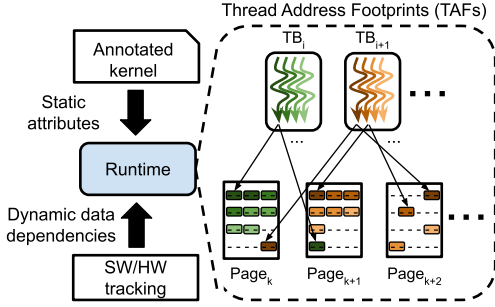 Thread Address Footprints (TAFs)
Annotated
kernel
Static
attributes
Runtime
Dynamic data
dependencies
SW/HW
tracking
TBi
TBi+1
...
...
...
Pagek
Pagek+1
Pagek+2
...